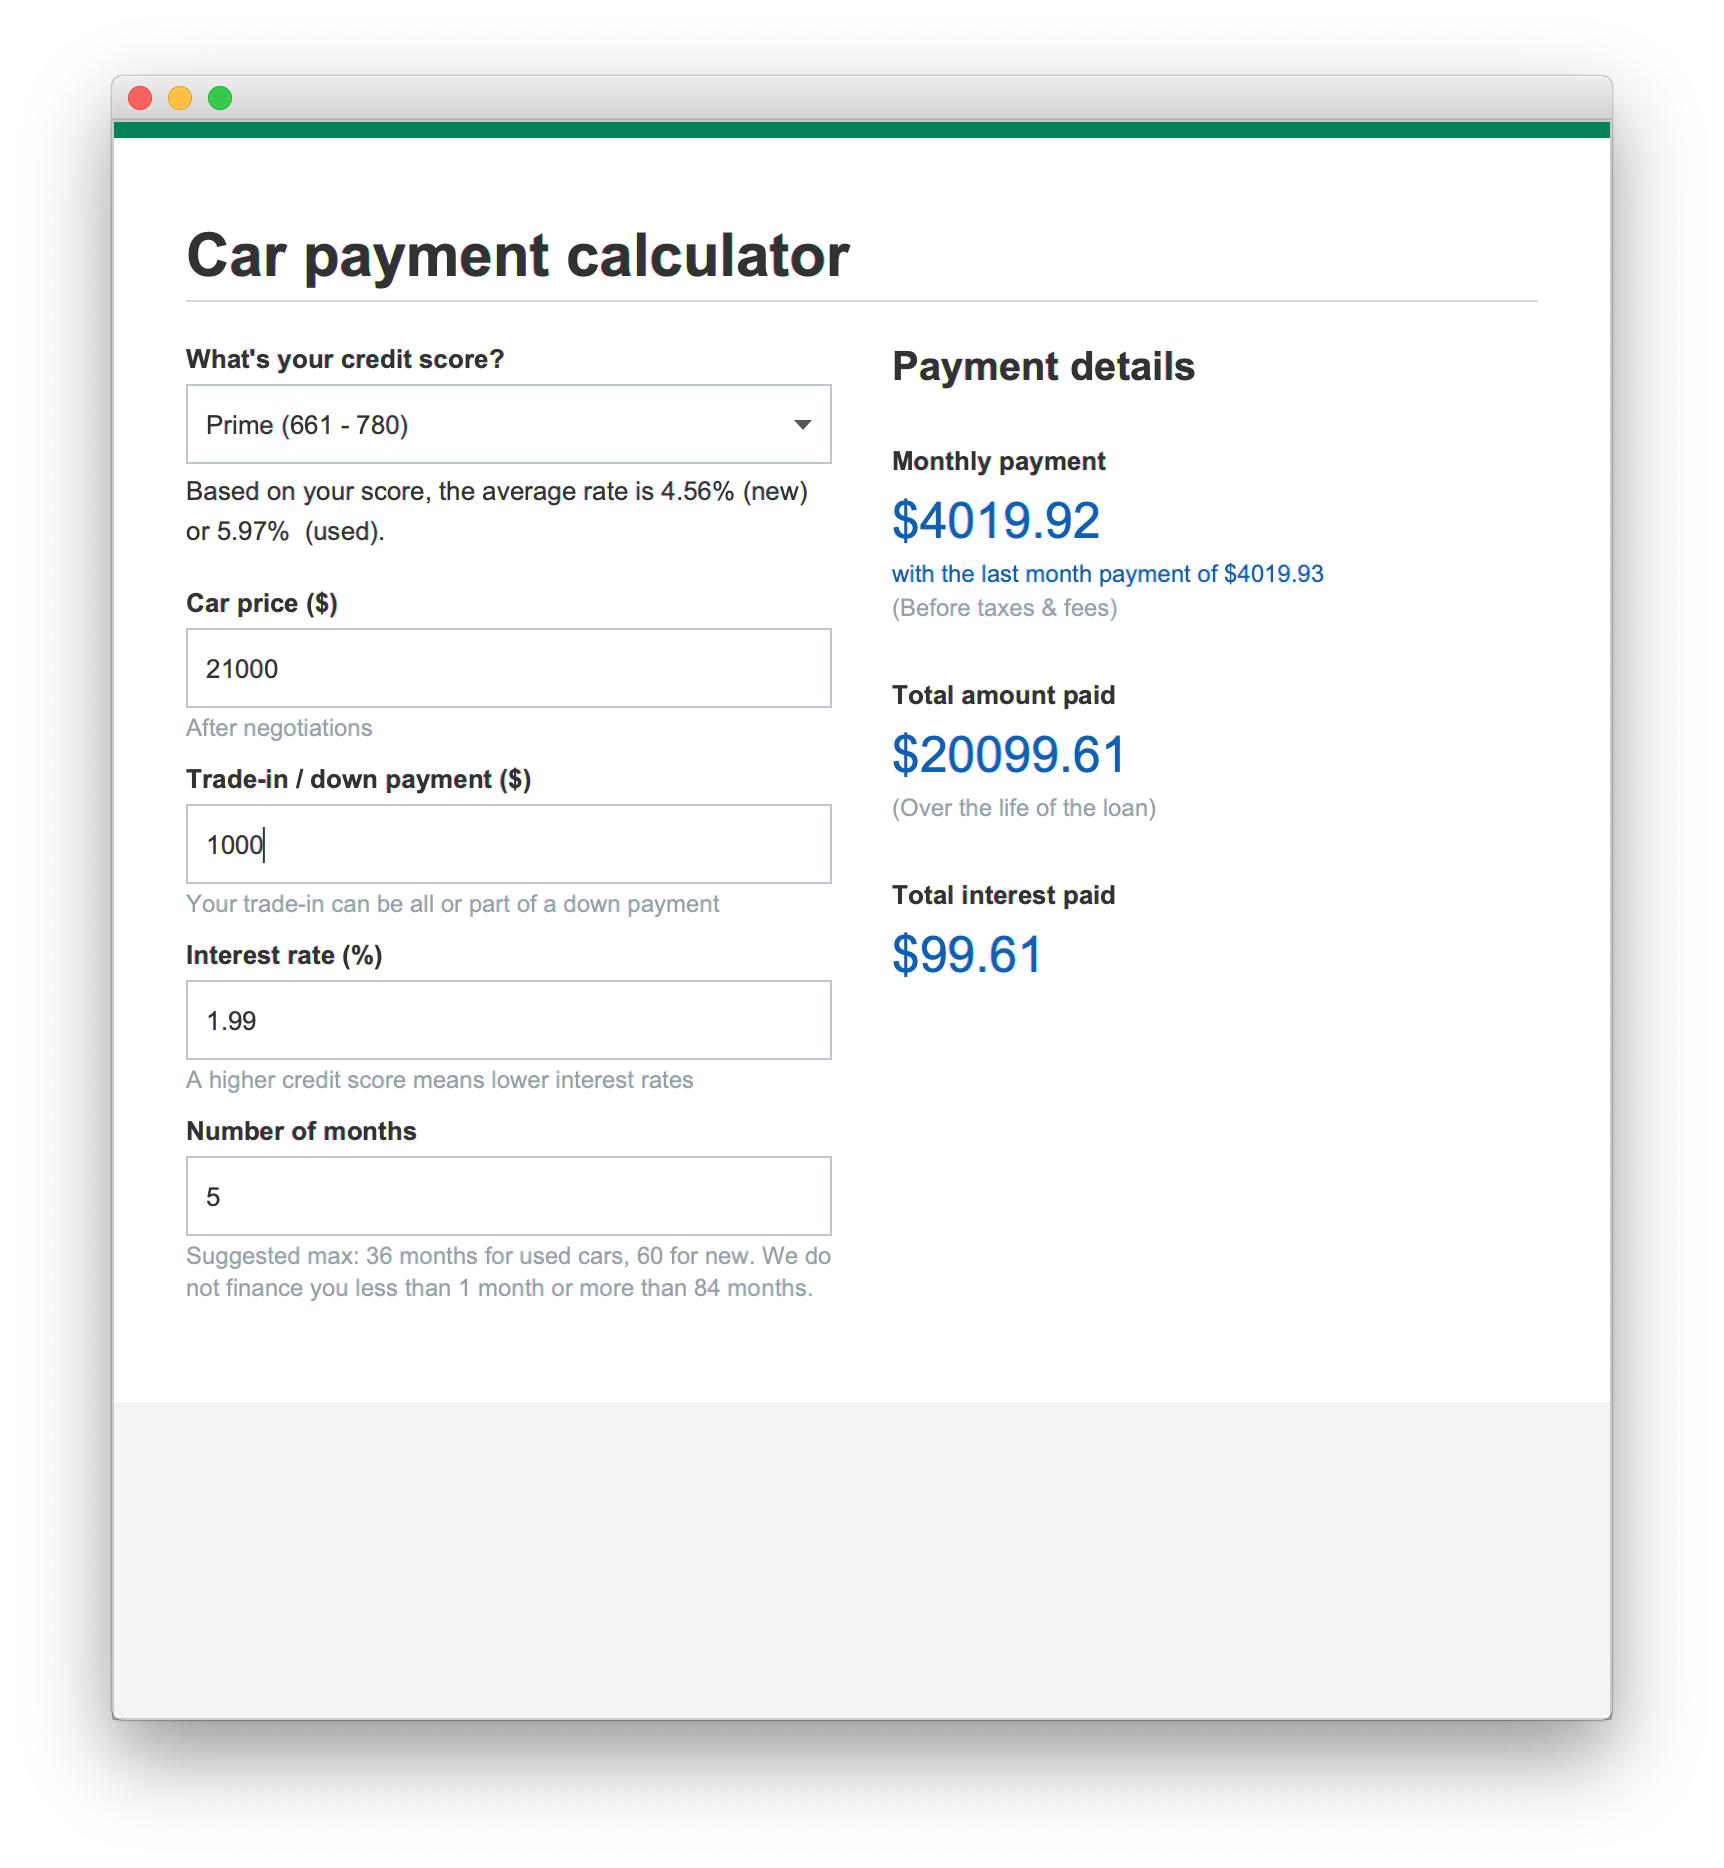 Car payment calculator
What's your credit score?
Prime (661 - 780)
Based on your score, the average rate is 4.56% (new)
or 5.97%  (used).
Car price ($)
21000
After negotiations
Trade-in / down payment ($)
1000
Your trade-in can be all or part of a down payment
Interest rate (%)
1.99
A higher credit score means lower interest rates
Number of months
5
Suggested max: 36 months for used cars, 60 for new. We do
not finance you less than 1 month or more than 84 months.
Payment details
Monthly payment
$4019.92
with the last month payment of $4019.93
(Before taxes & fees)
Total amount paid
$20099.61
(Over the life of the loan)
Total interest paid
$99.61